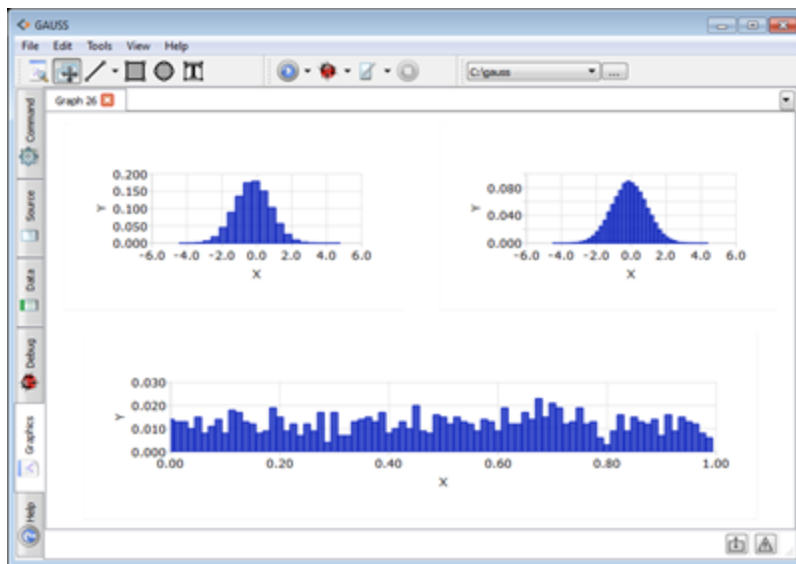 GAUSS
File Edit Tools View Help
C:\gauss ...
Graph 26
Command
Source
Data
Debug
Graphics
Help
0.200
0.150
0.100
0.050
0.000
Y
-6.0 -4.0 -2.0 0.0 2.0 4.0 6.0
X
0.080
0.040
0.000
Y
-6.0 -4.0 -2.0 0.0 2.0 4.0 6.0
X
0.030
0.020
0.010
0.000
Y
0.00 0.20 0.40 0.60 0.80 1.00
X